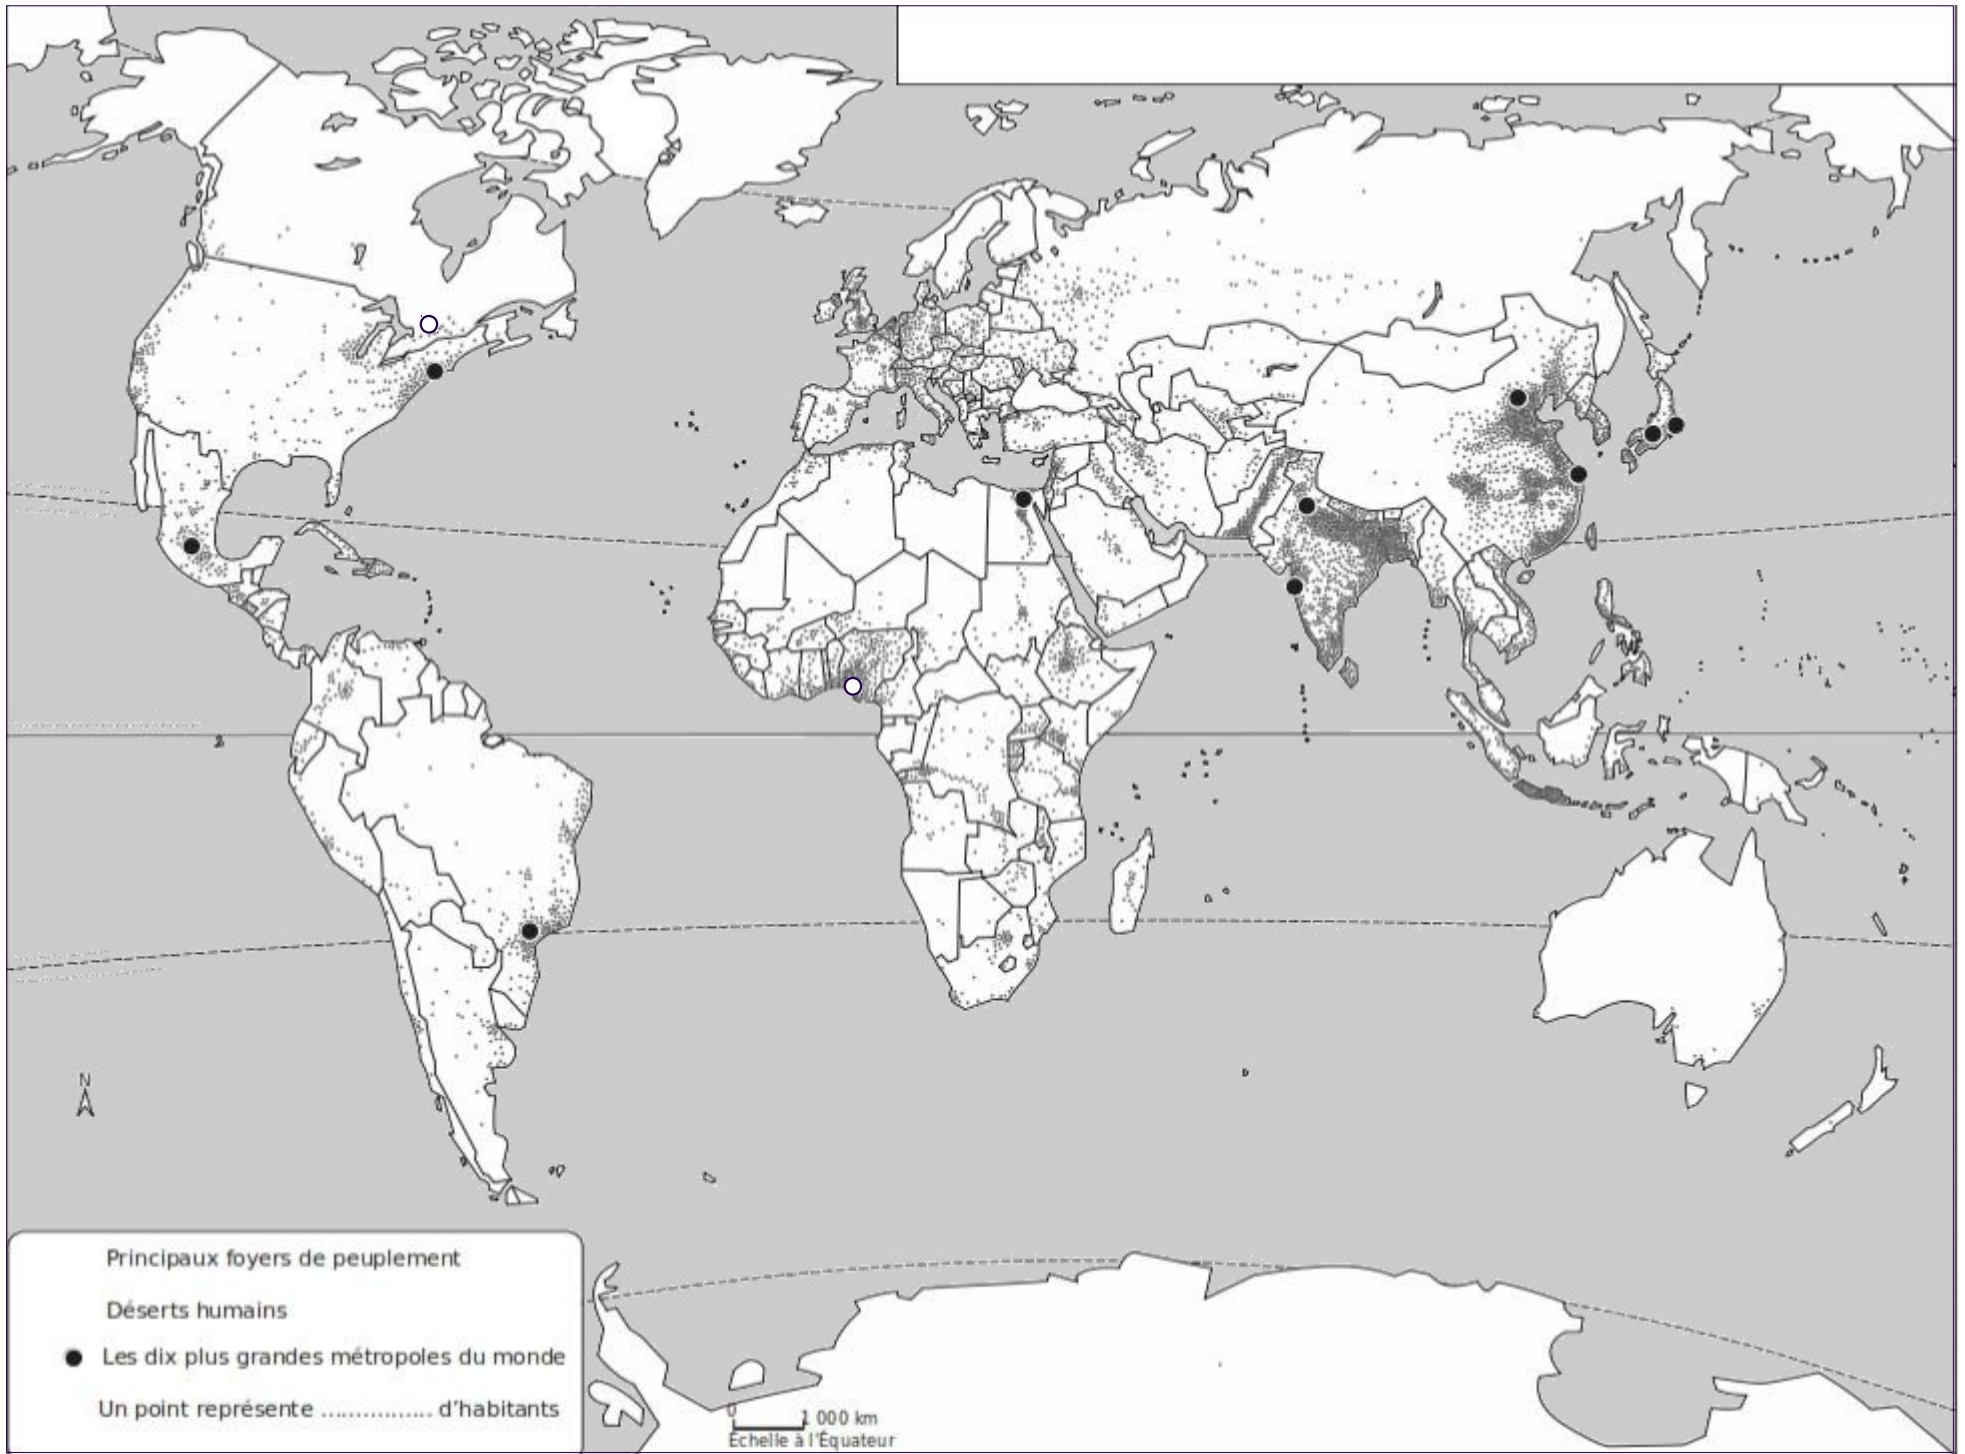 N
Principaux foyers de peuplement
Déserts humains
Les dix plus grandes métropoles du monde
Un point représente ................ d’habitants
0 1 000 km
Échelle à l’Équateur